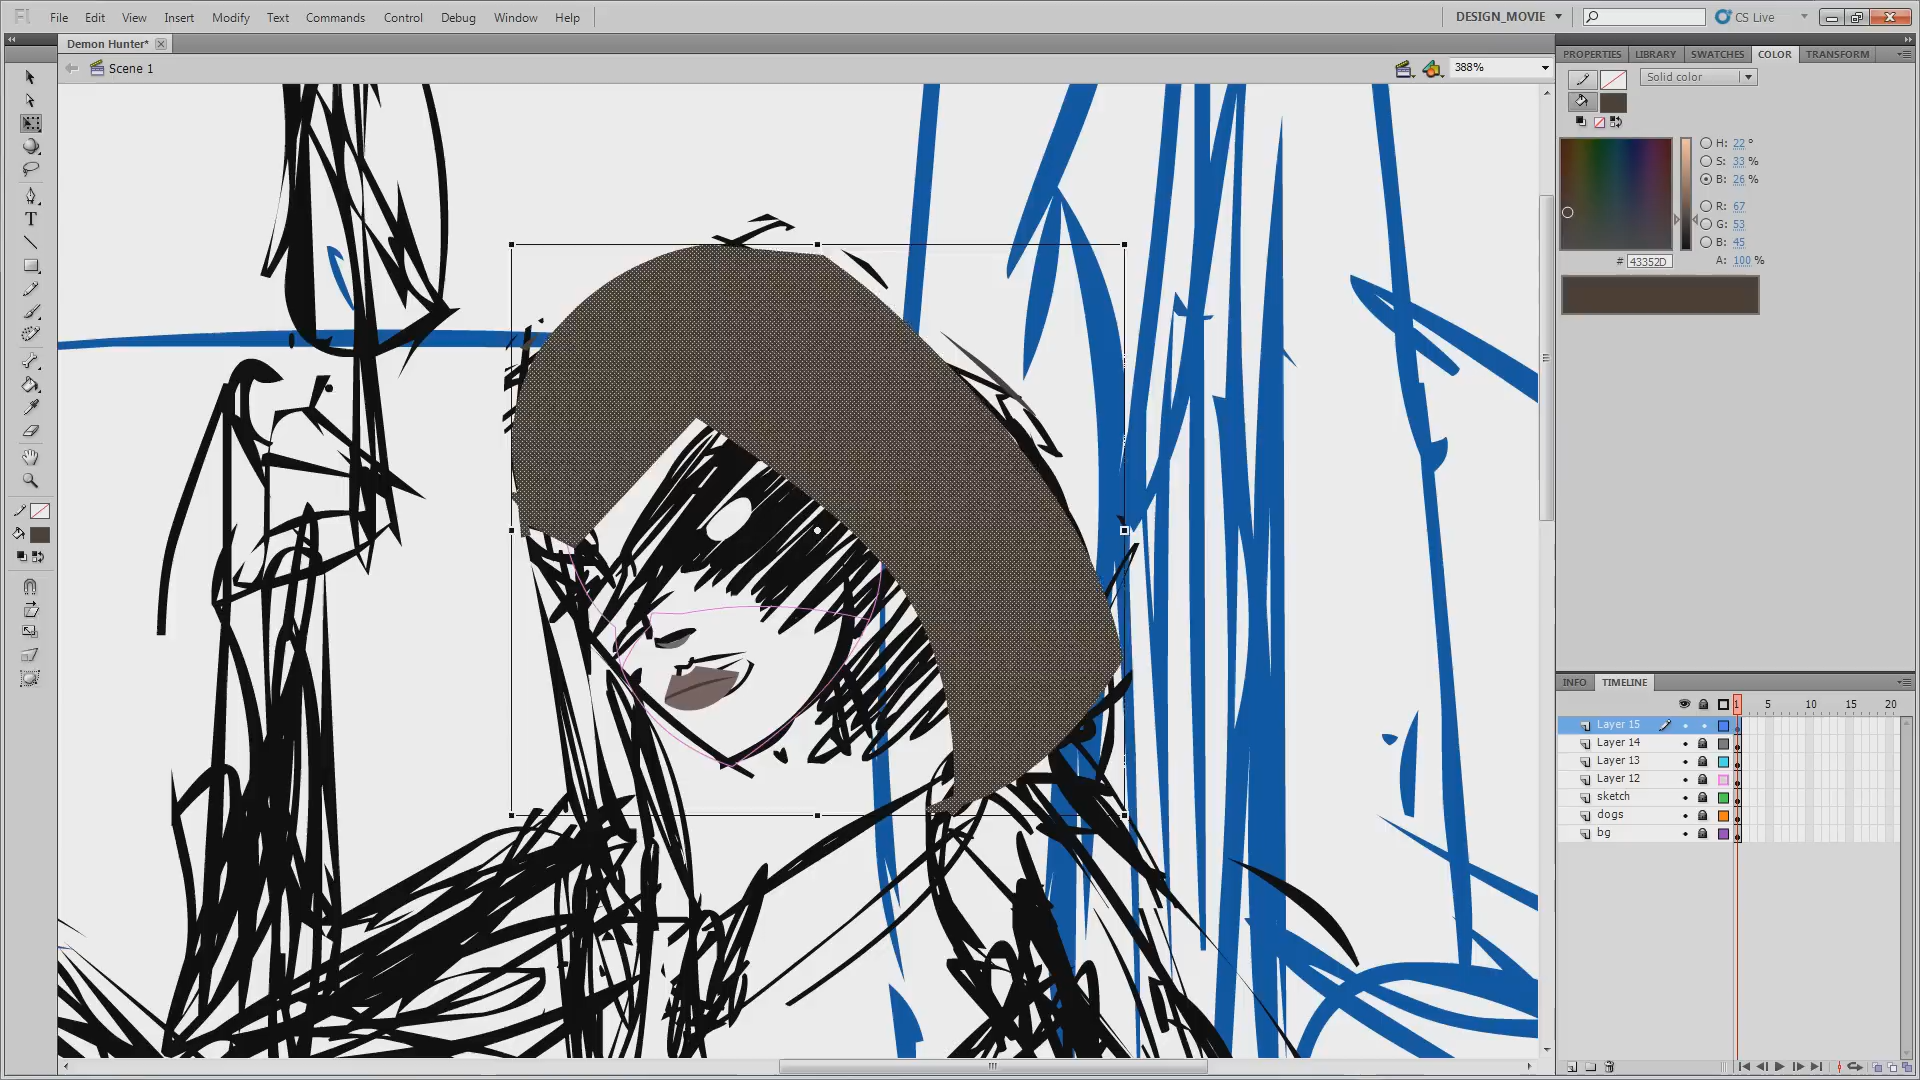 Fl File Edit View Insert Modify Text Commands Control Debug Window Help DESIGN_MOVIE CS Live
Demon Hunter*
Scene 1 388%
PROPERTIES LIBRARY SWATCHES COLOR TRANSFORM
Solid color
H: 22 °
S: 33 %
B: 26 %
R: 67
G: 53
B: 45
# 43352D A: 100 %
T
INFO TIMELINE
1 5 10 15 20
Layer 15
Layer 14
Layer 13
Layer 12
sketch
dogs
bg